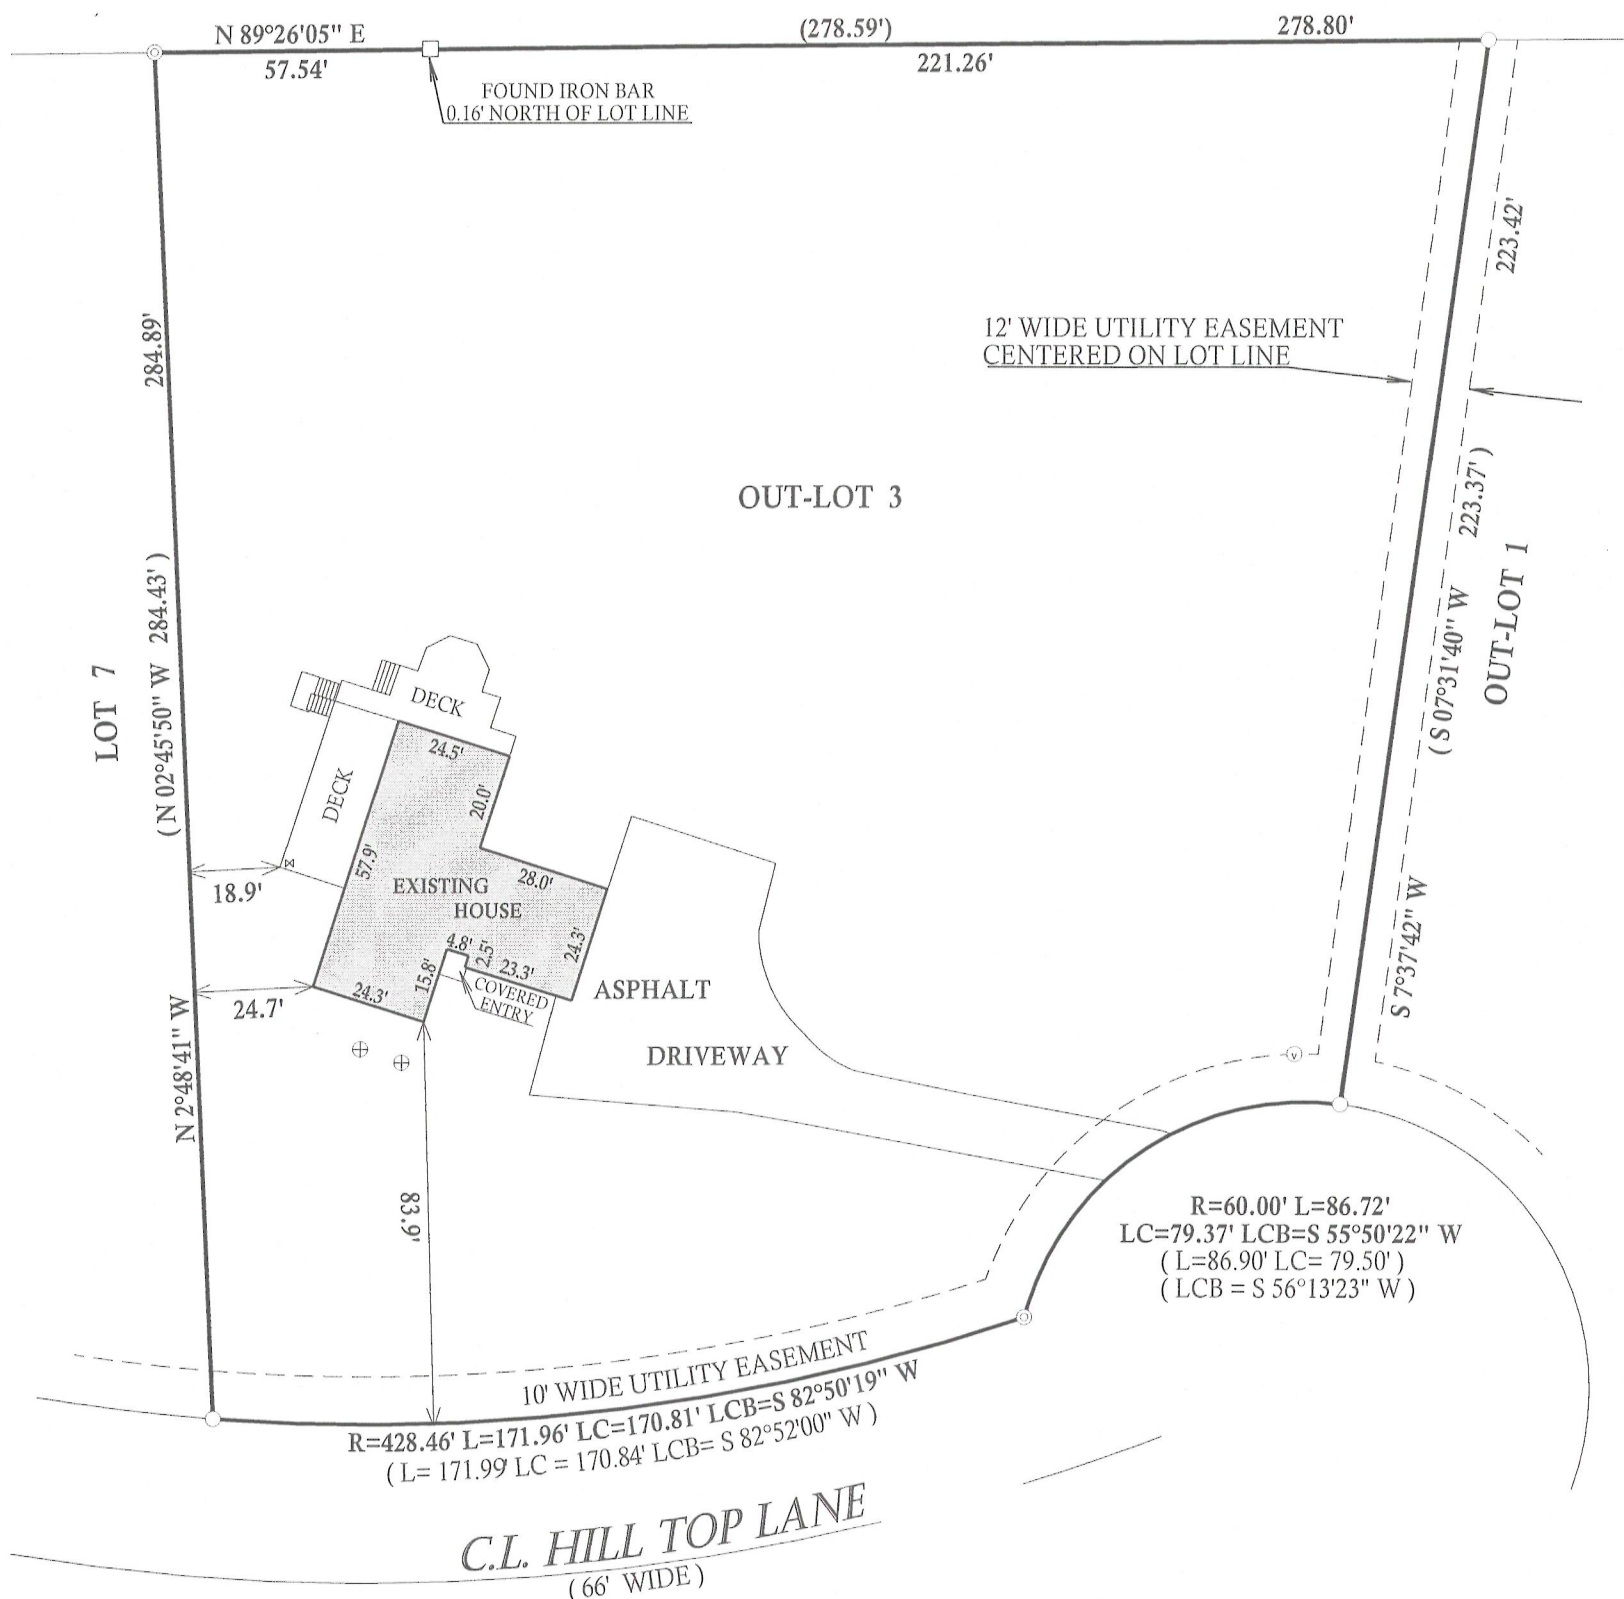 N 89°26'05" E
(278.59')
278.80'
57.54'
221.26'
FOUND IRON BAR
0.16' NORTH OF LOT LINE
223.42'
284.89'
12' WIDE UTILITY EASEMENT
CENTERED ON LOT LINE
OUT-LOT 3
( S 07°31'40" W 223.37' )
OUT-LOT 1
LOT 7
( N 02°45'50" W 284.43' )
DECK
24.5'
DECK
20.0'
57.9'
28.0'
EXISTING
HOUSE
18.9'
S 7°37'42" W
4.8'
2.5'
23.3'
24.3'
15.8'
24.3'
COVERED
ENTRY
ASPHALT
DRIVEWAY
24.7'
N 2°48'41" W
V
83.9'
R=60.00' L=86.72'
LC=79.37' LCB=S 55°50'22" W
( L=86.90' LC= 79.50' )
( LCB = S 56°13'23" W )
10' WIDE UTILITY EASEMENT
R=428.46' L=171.96' LC=170.81' LCB=S 82°50'19" W
( L= 171.99' LC = 170.84' LCB= S 82°52'00" W )
C.L. HILL TOP LANE
( 66' WIDE )